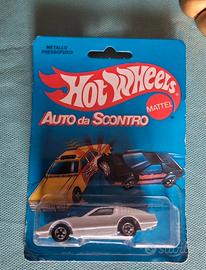 METALLO
PRESSOFUSO
HOT WHEELS
MATTEL
AUTO DA SCONTRO